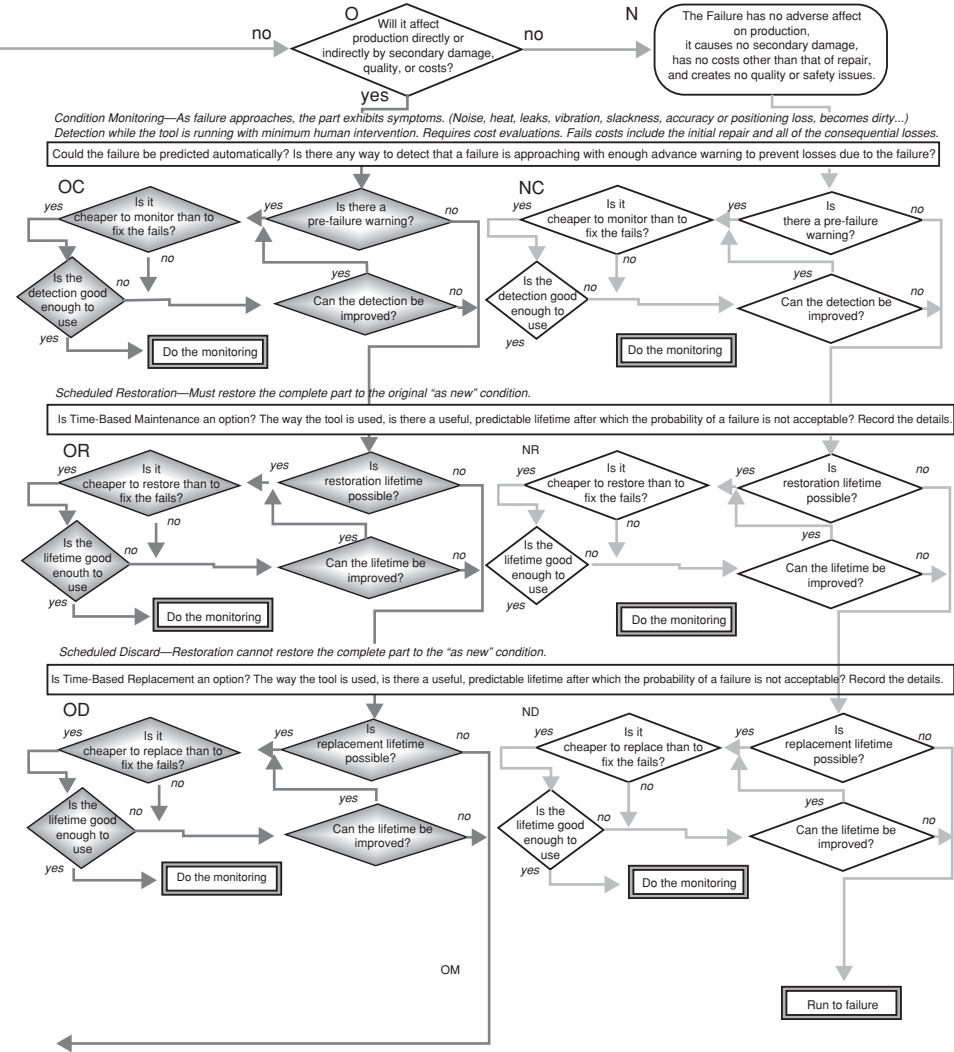 no
O
Will it affect
production directly or
indirectly by secondary damage,
quality, or costs?
no
N
The Failure has no adverse affect
on production,
it causes no secondary damage,
has no costs other than that of repair,
and creates no quality or safety issues.
yes
Condition Monitoring—As failure approaches, the part exhibits symptoms. (Noise, heat, leaks, vibration, slackness, accuracy or positioning loss, becomes dirty...)
Detection while the tool is running with minimum human intervention. Requires cost evaluations. Fails costs include the initial repair and all of the consequential losses.
Could the failure be predicted automatically? Is there any way to detect that a failure is approaching with enough advance warning to prevent losses due to the failure?
OC
yes
Is it
cheaper to monitor than to
fix the fails?
yes
Is there a
pre-failure warning?
no
no
Is the
detection good
enough to
use
no
yes
Can the detection be
improved?
no
yes
Do the monitoring
NC
yes
Is it
cheaper to monitor than to
fix the fails?
yes
Is
there a pre-failure
warning?
no
no
Is the
detection good
enough to
use
no
yes
Can the detection be
improved?
no
yes
Do the monitoring
Scheduled Restoration—Must restore the complete part to the original “as new” condition.
Is Time-Based Maintenance an option? The way the tool is used, is there a useful, predictable lifetime after which the probability of a failure is not acceptable? Record the details.
OR
yes
Is it
cheaper to restore than to
fix the fails?
yes
Is
restoration lifetime
possible?
no
no
Is the
lifetime good
enouth to
use
no
yes
Can the lifetime be
improved?
no
yes
Do the monitoring
NR
yes
Is it
cheaper to restore than to
fix the fails?
yes
Is
restoration lifetime
possible?
no
no
Is the
lifetime good
enough to
use
no
yes
Can the lifetime be
improved?
no
yes
Do the monitoring
Scheduled Discard—Restoration cannot restore the complete part to the “as new” condition.
Is Time-Based Replacement an option? The way the tool is used, is there a useful, predictable lifetime after which the probability of a failure is not acceptable? Record the details.
OD
yes
Is it
cheaper to replace than to
fix the fails?
yes
Is
replacement lifetime
possible?
no
no
Is the
lifetime good
enough to
use
no
yes
Can the lifetime be
improved?
no
yes
Do the monitoring
ND
yes
Is it
cheaper to replace than to
fix the fails?
yes
Is
replacement lifetime
possible?
no
no
Is the
lifetime good
enough to
use
no
yes
Can the lifetime be
improved?
no
yes
Do the monitoring
OM
Run to failure